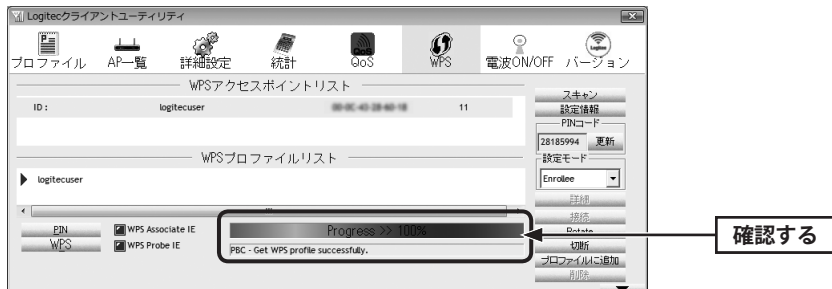 Logitecクライアントユーティリティ
プロファイル AP一覧 詳細設定 統計 QoS WPS 電波ON/OFF バージョン
WPSアクセスポイントリスト
ID : logitecuser 11
スキャン
設定情報
PINコード
28185994 更新
WPSプロファイルリスト
設定モード
logitecuser
Enrollee
詳細
接続
PIN WPS Associate IE Progress >> 100% Rotate
WPS WPS Probe IE PBC - Get WPS profile successfully. 切断
プロファイルに追加
削除
確認する